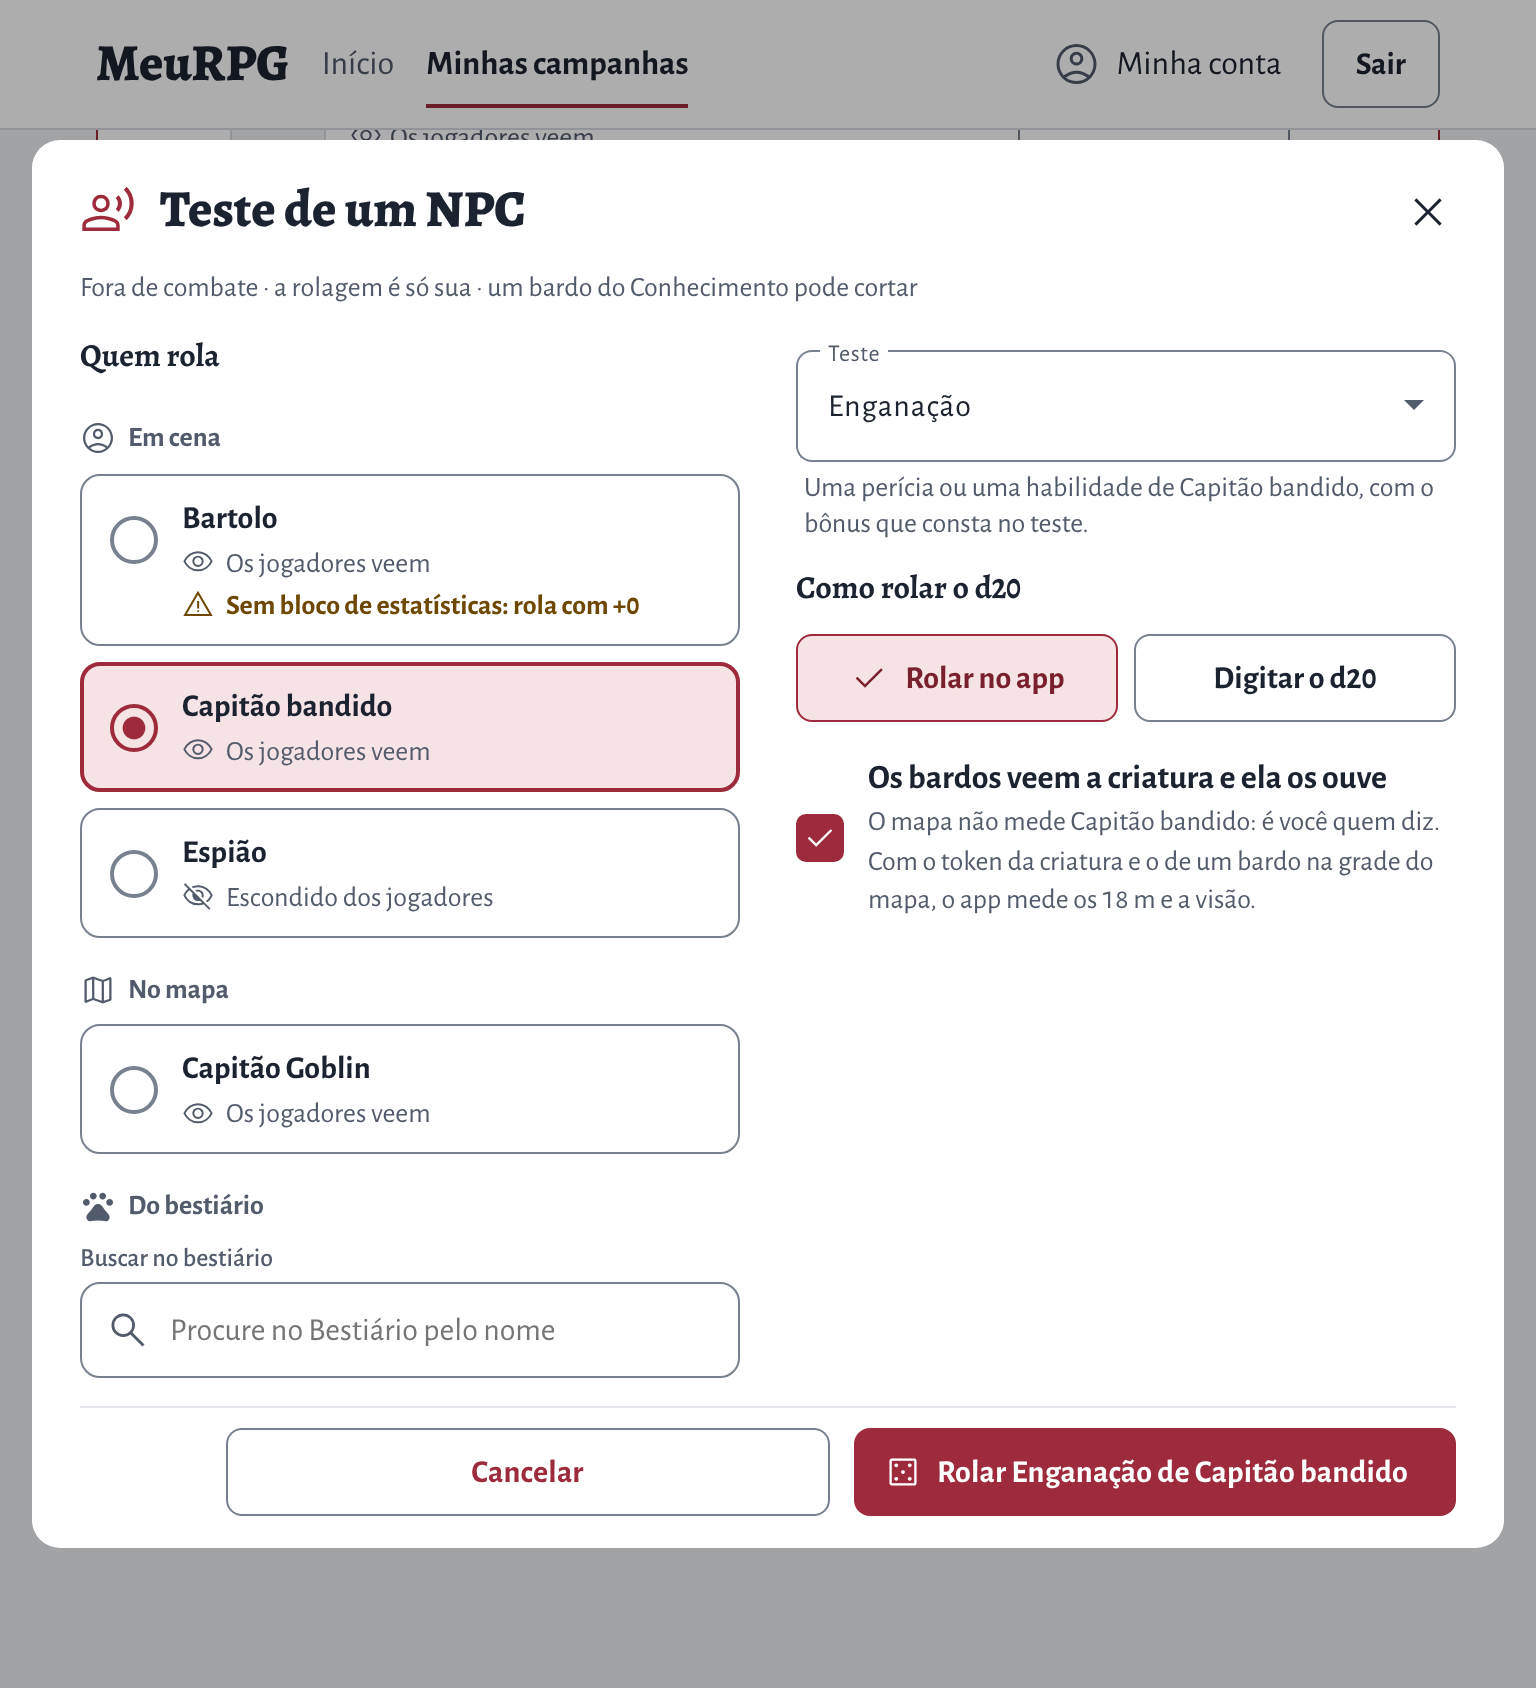 MeuRPG
Início
Minhas campanhas
Minha conta
Sair
Os jogadores veem
Teste de um NPC
Fora de combate · a rolagem é só sua · um bardo do Conhecimento pode cortar
Quem rola
Em cena
Bartolo
Os jogadores veem
Sem bloco de estatísticas: rola com +0
Capitão bandido
Os jogadores veem
Espião
Escondido dos jogadores
No mapa
Capitão Goblin
Os jogadores veem
Do bestiário
Buscar no bestiário
Procure no Bestiário pelo nome
Teste
Enganação
Uma perícia ou uma habilidade de Capitão bandido, com o
bônus que consta no teste.
Como rolar o d20
Rolar no app
Digitar o d20
Os bardos veem a criatura e ela os ouve
O mapa não mede Capitão bandido: é você quem diz.
Com o token da criatura e o de um bardo na grade do
mapa, o app mede os 18 m e a visão.
Cancelar
Rolar Enganação de Capitão bandido